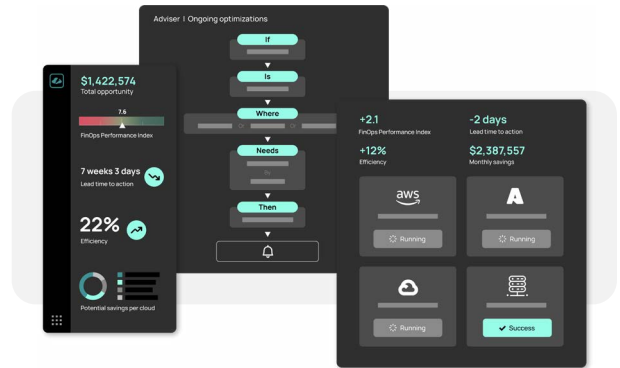 Adviser | Ongoing optimizations
If
Is
Where
Or
Or
Needs
Then
$1,422,574
Total opportunity
7.6
FinOps Performance Index
7 weeks 3 days
Lead time to action
22%
Efficiency
Potential savings per cloud
+2.1
FinOps Performance Index
-2 days
Lead time to action
+12%
Efficiency
$2,387,557
Monthly savings
aws
Running
Running
Running
Success